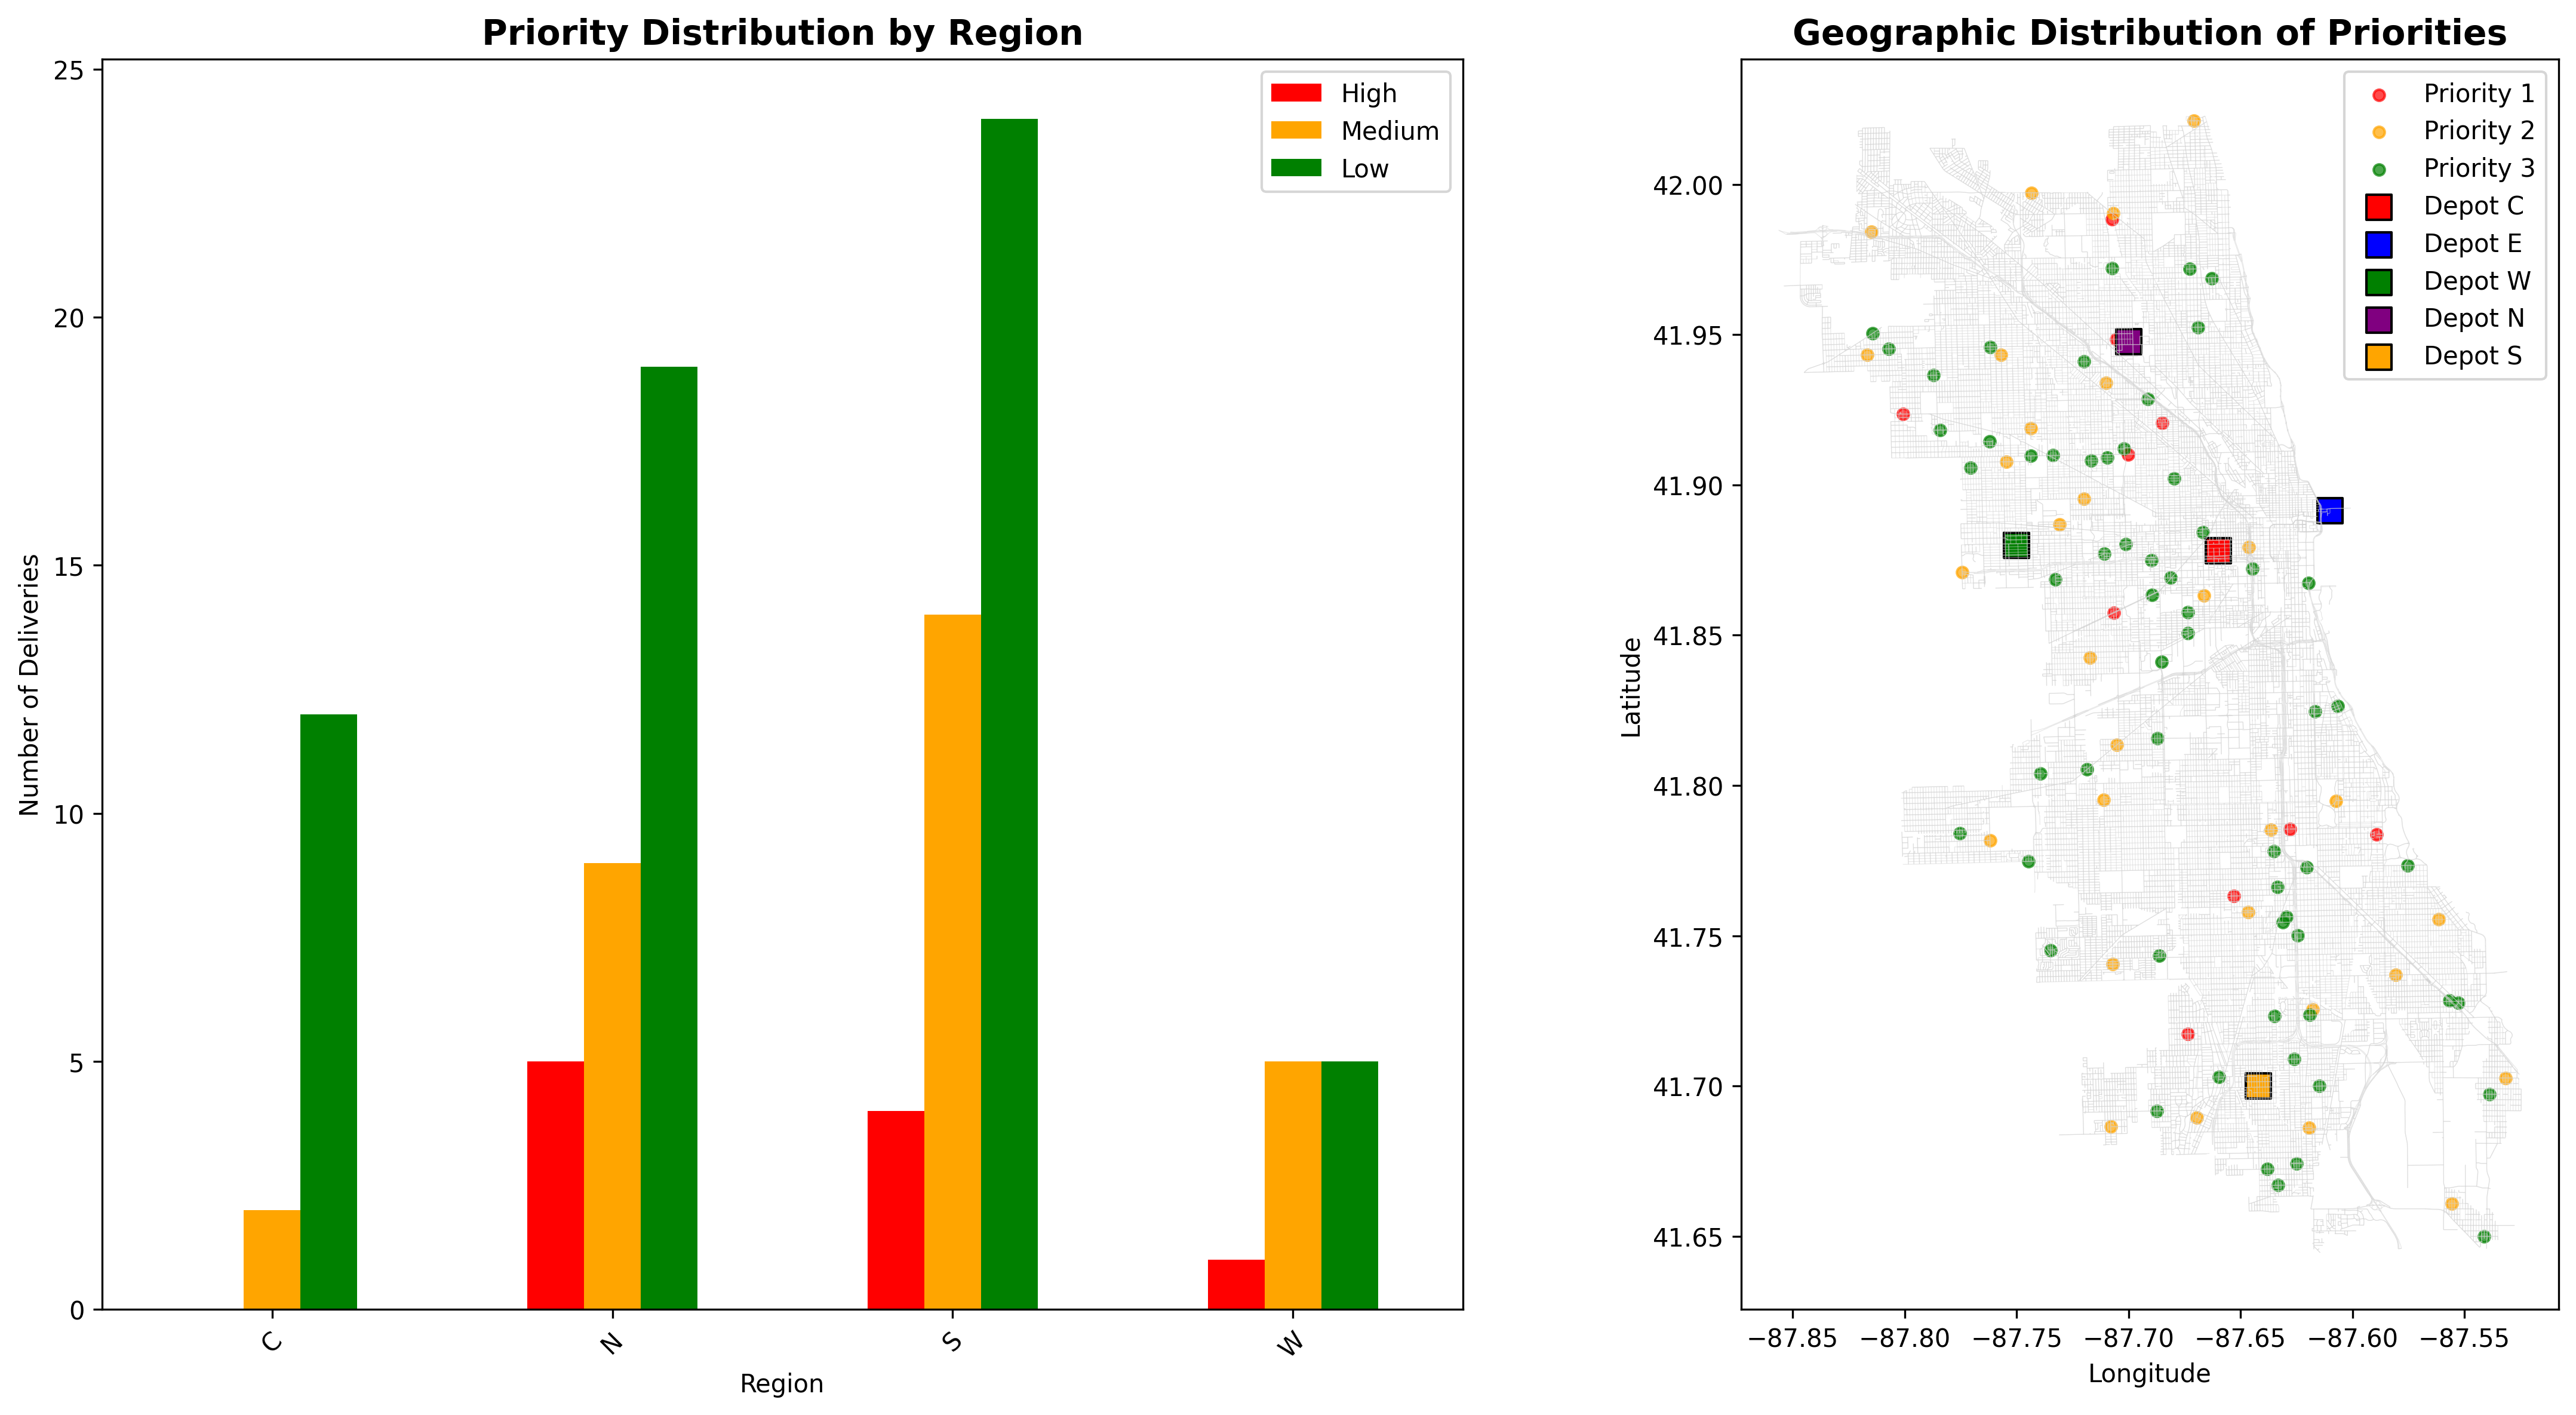 Priority Distribution by Region
25
20
15
10
5
0
Number of Deliveries
High
Medium
Low
C
N
S
W
Region
Geographic Distribution of Priorities
42.00
41.95
41.90
41.85
41.80
41.75
41.70
41.65
Latitude
Priority 1
Priority 2
Priority 3
Depot C
Depot E
Depot W
Depot N
Depot S
−87.85 −87.80 −87.75 −87.70 −87.65 −87.60 −87.55
Longitude